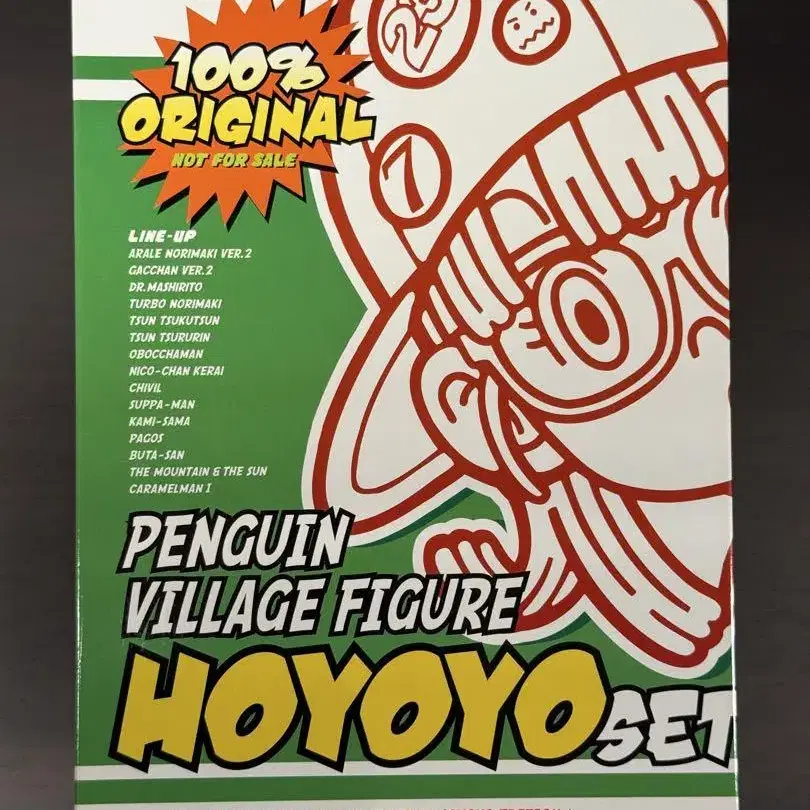 100%
ORIGINAL
NOT FOR SALE
LINE-UP
ARALE NORIMAKI VER.2
GACCHAN VER.2
DR.MASHIRITO
TURBO NORIMAKI
TSUN TSUKUTSUN
TSUN TSURURIN
OBOCCHAMAN
NICO-CHAN KERAI
CHIVIL
SUPPA-MAN
KAMI-SAMA
PAGOS
BUTA-SAN
THE MOUNTAIN & THE SUN
CARAMELMAN I
PENGUIN
VILLAGE FIGURE
HOYOYO SET
7